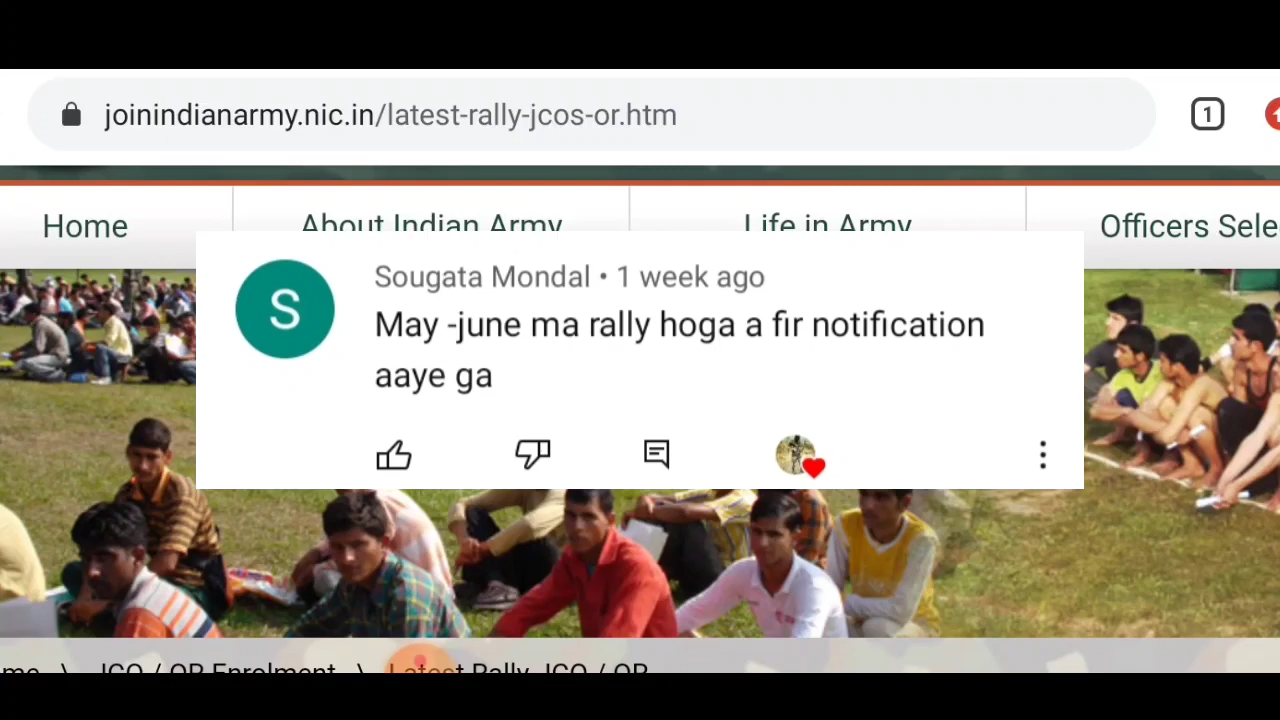 joinindianarmy.nic.in/latest-rally-jcos-or.htm
1
Home
About Indian Army
Life in Army
Officers Sele
S
Sougata Mondal • 1 week ago
May -june ma rally hoga a fir notification
aaye ga
me \ JCO / OR Enrolment \ Latest Rally JCO / OR